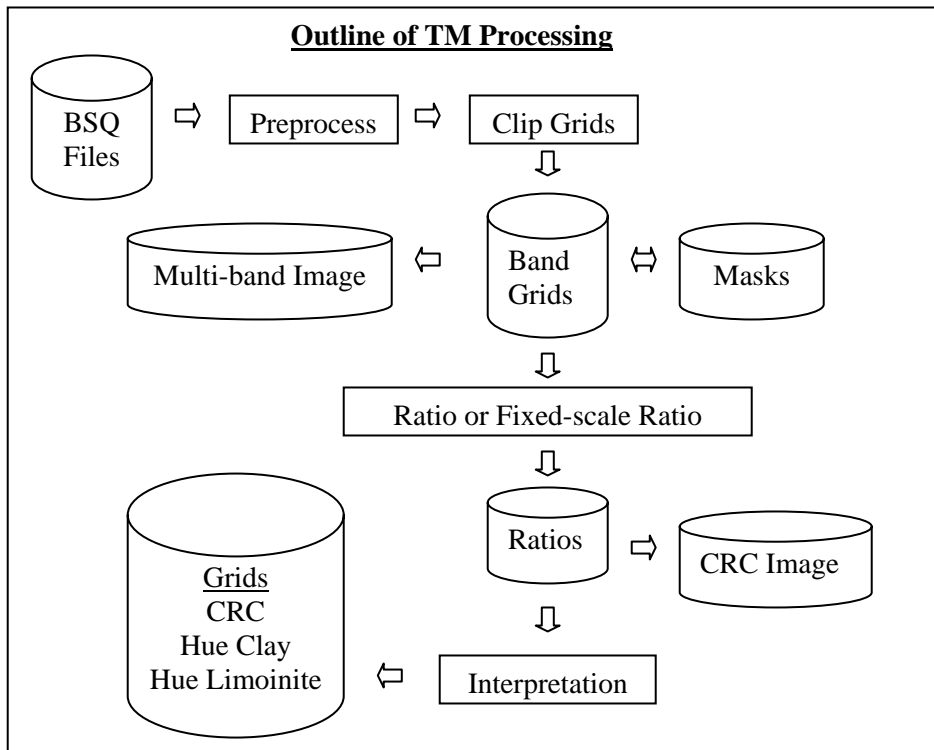 Outline of TM Processing
BSQ
Files
Preprocess
Clip Grids
Multi-band Image
Band
Grids
Masks
Ratio or Fixed-scale Ratio
Ratios
CRC Image
Grids
CRC
Hue Clay
Hue Limoinite
Interpretation